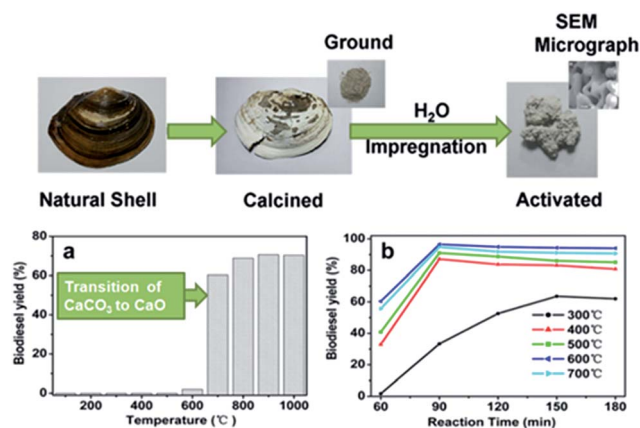 SEM
Micrograph
Ground
H₂O
Impregnation
Natural Shell
Calcined
Activated
a
Biodiesel yield (%)
80
60
40
20
0
Transition of
CaCO₃ to CaO
200 400 600 800 1000
Temperature (℃)
b
Biodiesel yield (%)
100
80
60
40
20
0
300℃
400℃
500℃
600℃
700℃
60 90 120 150 180
Reaction Time (min)